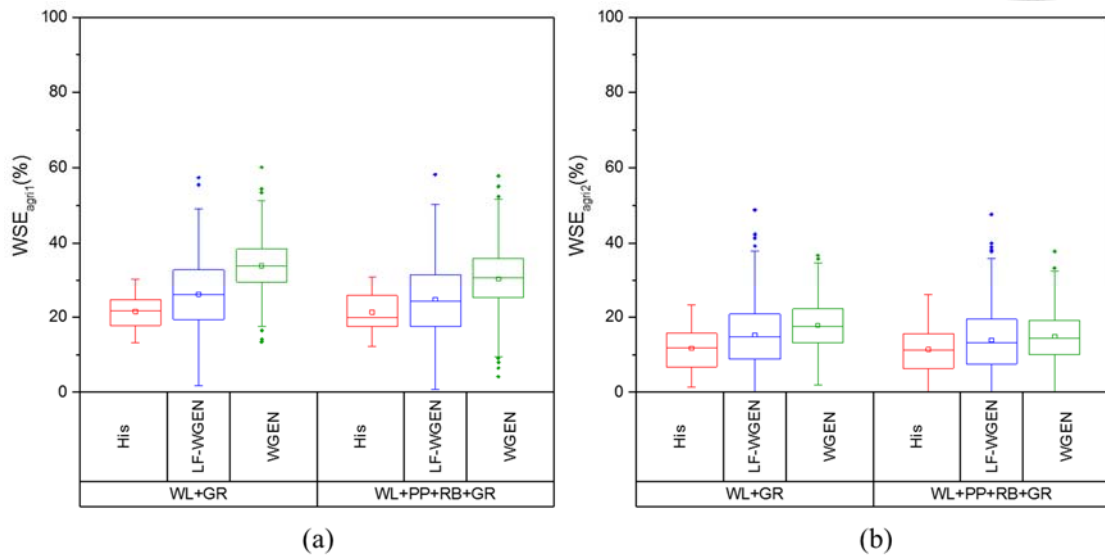 100
80
60
40
20
0
WSEagri1(%)
His
LF-WGEN
WGEN
His
LF-WGEN
WGEN
WL+GR
WL+PP+RB+GR
(a)
100
80
60
40
20
0
WSEagri2(%)
His
LF-WGEN
WGEN
His
LF-WGEN
WGEN
WL+GR
WL+PP+RB+GR
(b)